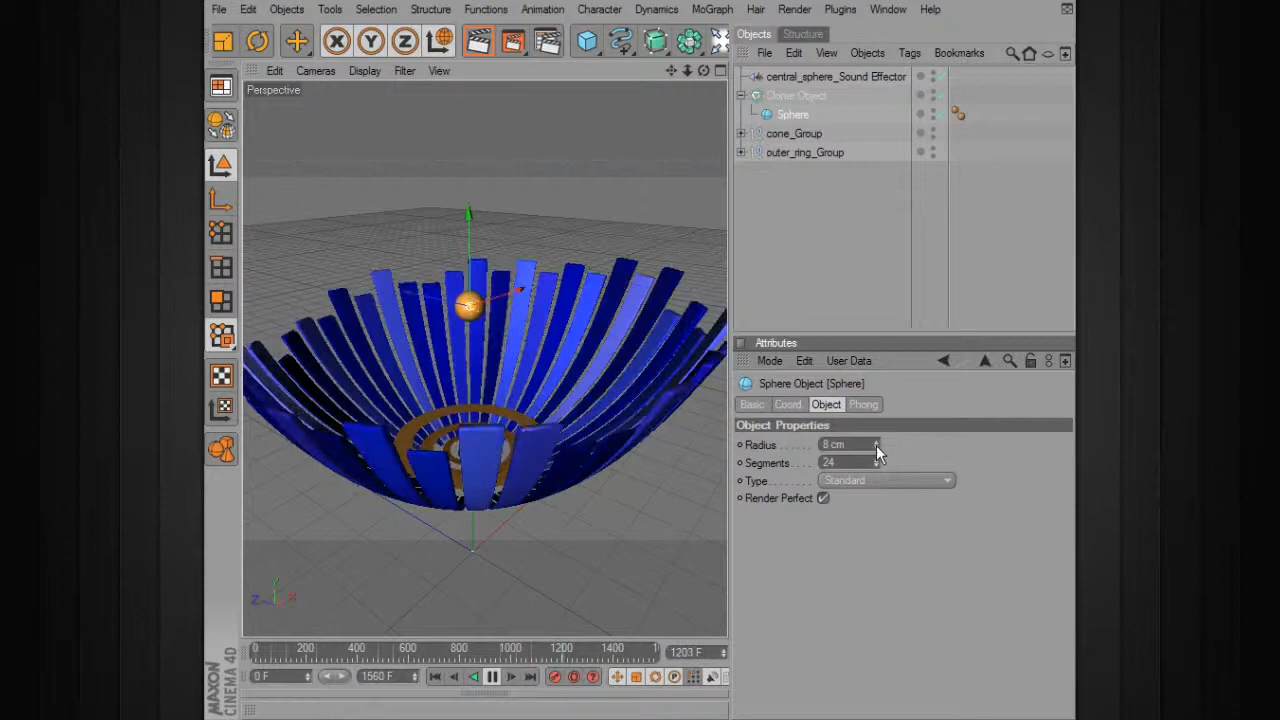 File Edit Objects Tools Selection Structure Functions Animation Character Dynamics MoGraph Hair Render Plugins Window Help
Objects Structure
File Edit View Objects Tags Bookmarks
Edit Cameras Display Filter View
Perspective
central_sphere_Sound Effector
Cloner Object
Sphere
cone_Group
outer_ring_Group
Attributes
Mode Edit User Data
Sphere Object [Sphere]
Basic Coord. Object Phong
Object Properties
Radius . . . . . . 8 cm
Segments . . . . 24
Type . . . . . . . Standard
Render Perfect
Y
Z X
0 200 400 600 800 1000 1200 1400 1 1203 F
0 F 1560 F
MAXON
CINEMA 4D